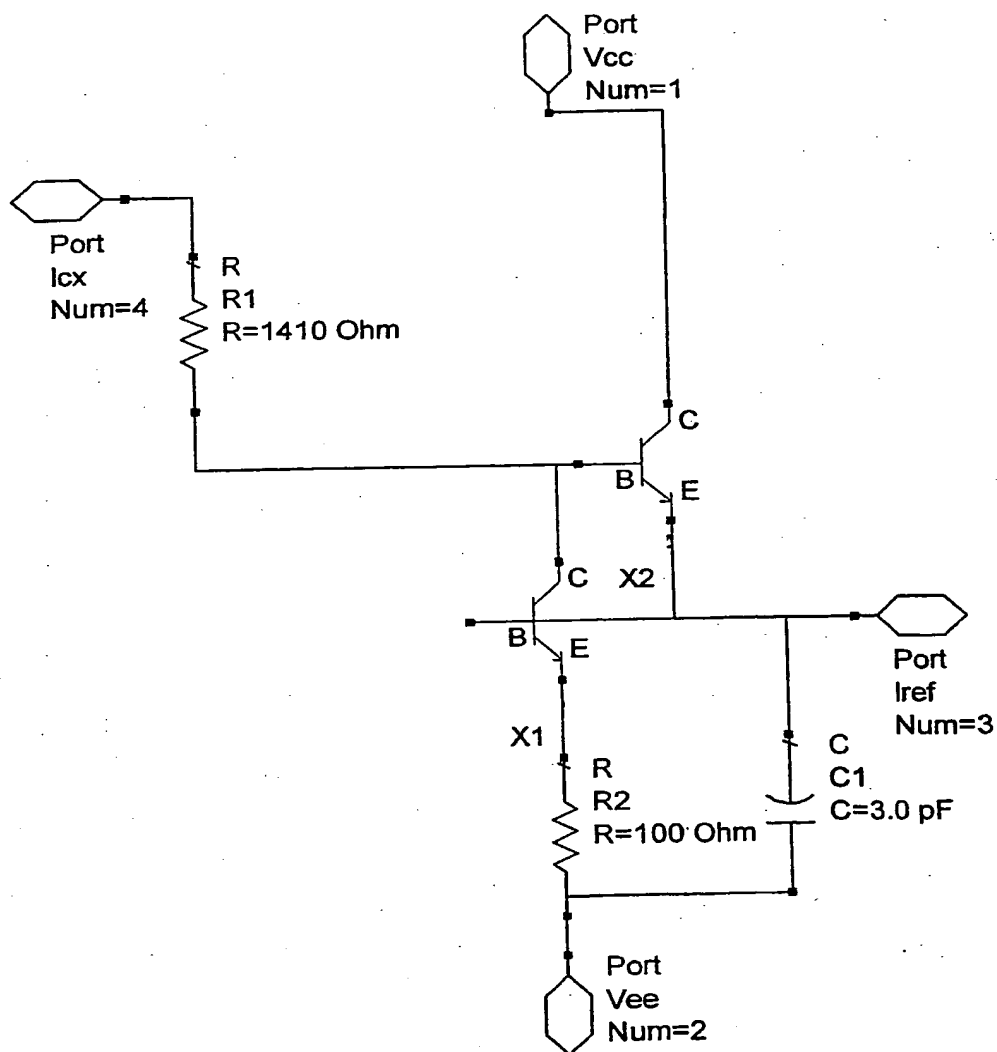 Port
Vcc
Num=1
Port
Icx
Num=4
R
R1
R=1410 Ohm
C
B
E
X2
C
B
E
Port
Iref
Num=3
X1
R
R2
R=100 Ohm
C
C1
C=3.0 pF
Port
Vee
Num=2